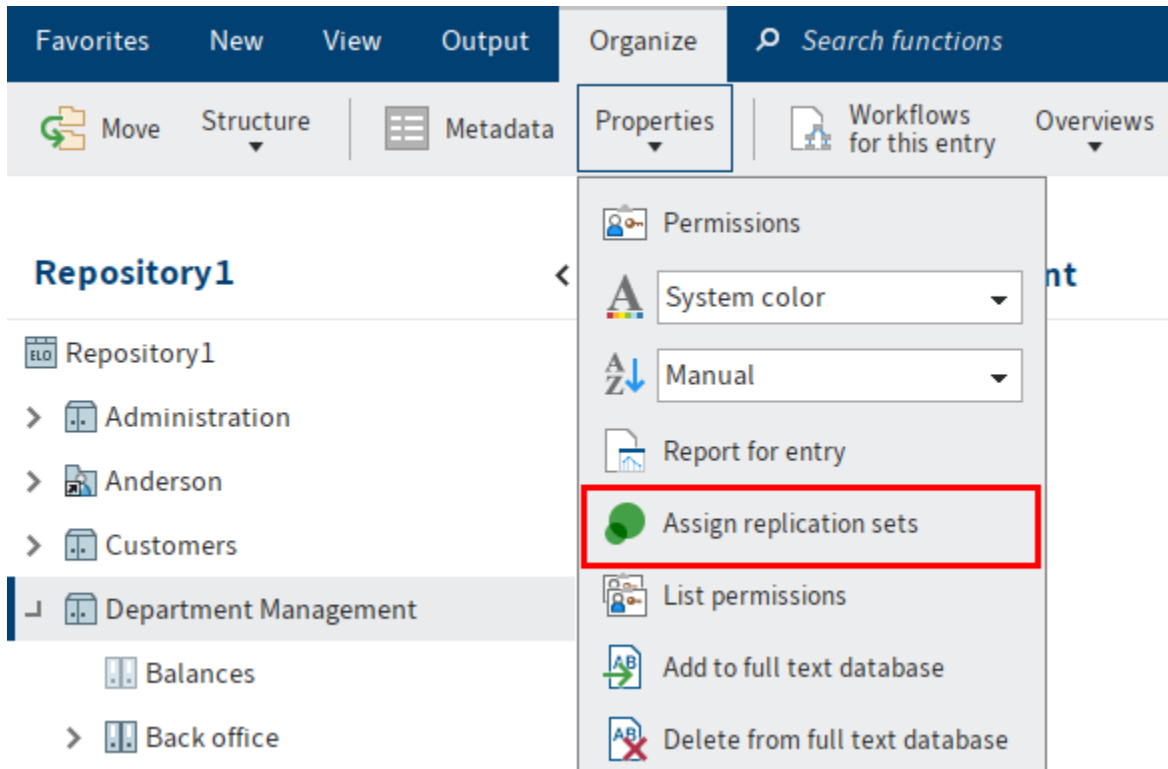 Favorites New View Output Organize Search functions
Move Structure Metadata Properties Workflows for this entry Overviews
Permissions
Repository1 nt
System color
ELO Repository1
Manual
Administration
Report for entry
Anderson
Assign replication sets
Customers
List permissions
Department Management
Add to full text database
Balances
Delete from full text database
Back office